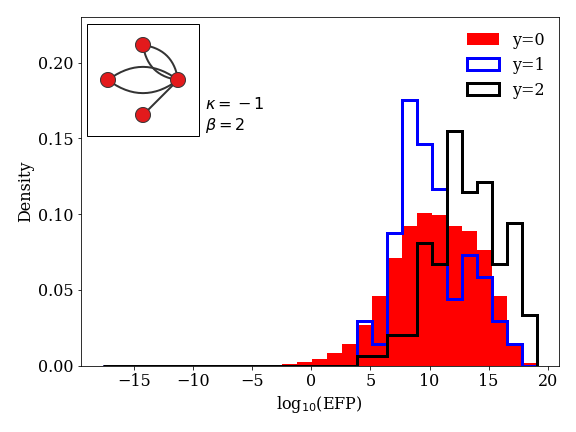 κ = −1
β = 2
y=0
y=1
y=2
0.20
0.15
0.10
0.05
0.00
Density
−15 −10 −5 0 5 10 15 20
log₁₀(EFP)